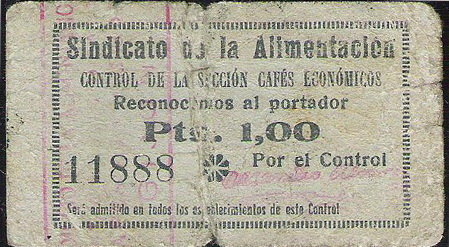 Sindicato de la Alimentación
CONTROL DE LA SECCIÓN CAFÉS ECONÓMICOS
Reconocemos al portador
Pts. 1,00
11888 Por el Control
Será admitido en todos los establecimientos de este Control